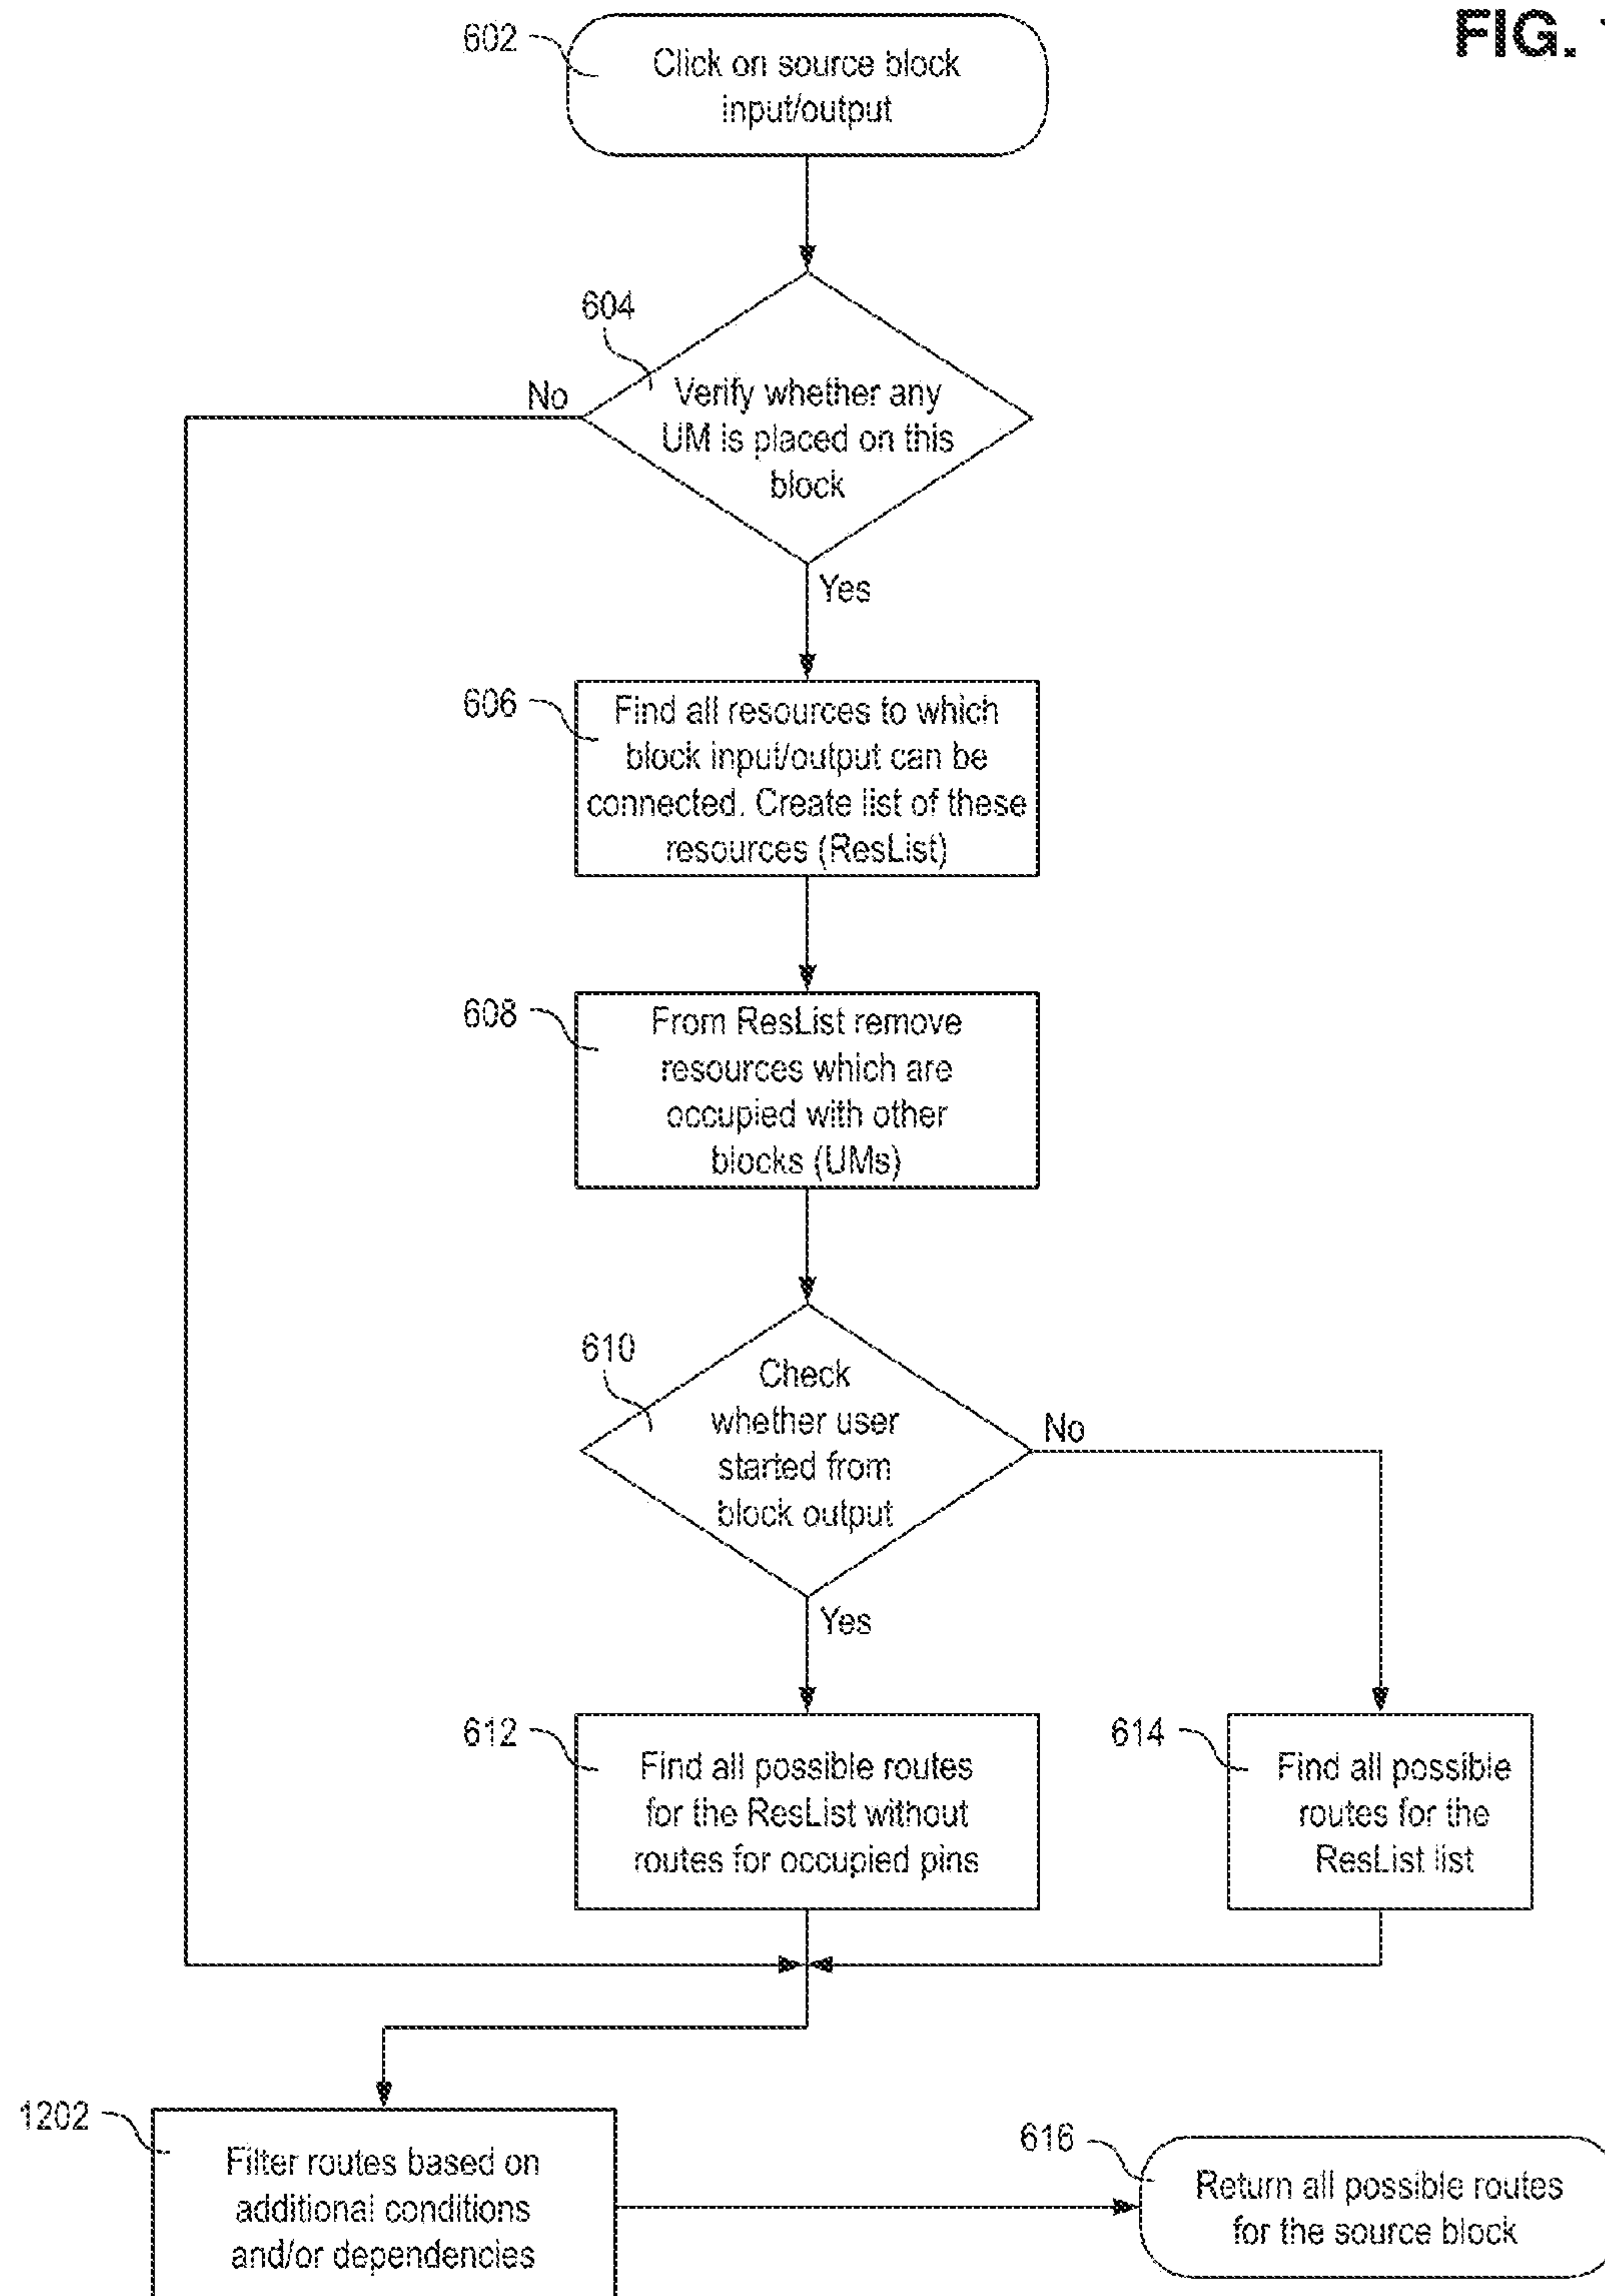 FIG.
602
Click on source block
input/output
604
No
Verify whether any
UM is placed on this
block
Yes
606
Find all resources to which
block input/output can be
connected. Create list of these
resources (ResList)
608
From ResList remove
resources which are
occupied with other
blocks (UMs)
610
Check
whether user
started from
block output
No
Yes
612
Find all possible routes
for the ResList without
routes for occupied pins
614
Find all possible
routes for the
ResList list
1202
Filter routes based on
additional conditions
and/or dependencies
616
Return all possible routes
for the source block